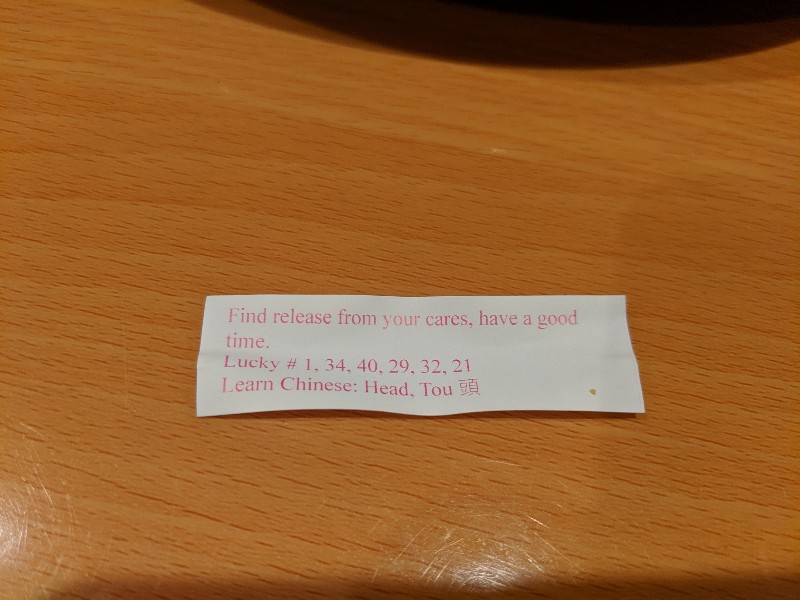 Find release from your cares, have a good
time.
Lucky # 1, 34, 40, 29, 32, 21
Learn Chinese: Head, Tou 頭